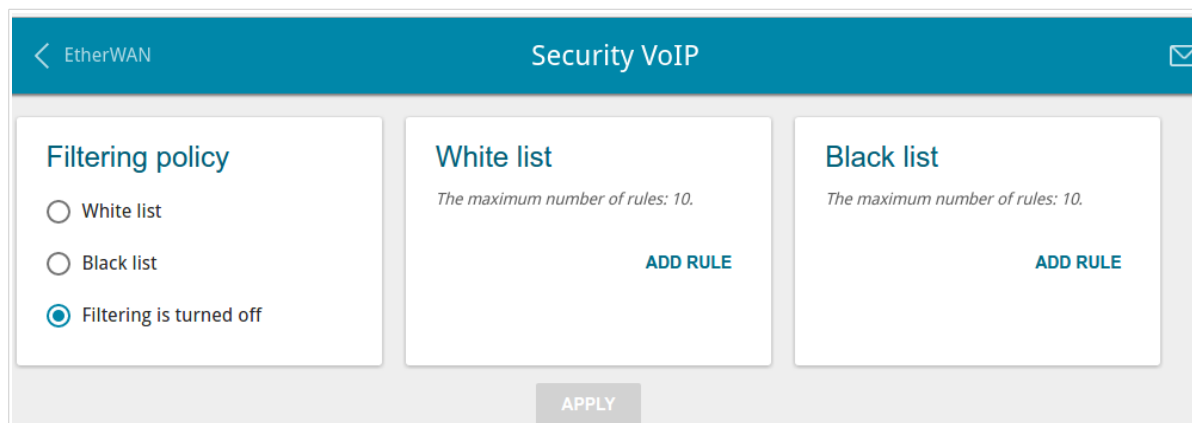 EtherWAN
Security VoIP
Filtering policy
White list
Black list
Filtering is turned off
White list
The maximum number of rules: 10.
ADD RULE
Black list
The maximum number of rules: 10.
ADD RULE
APPLY